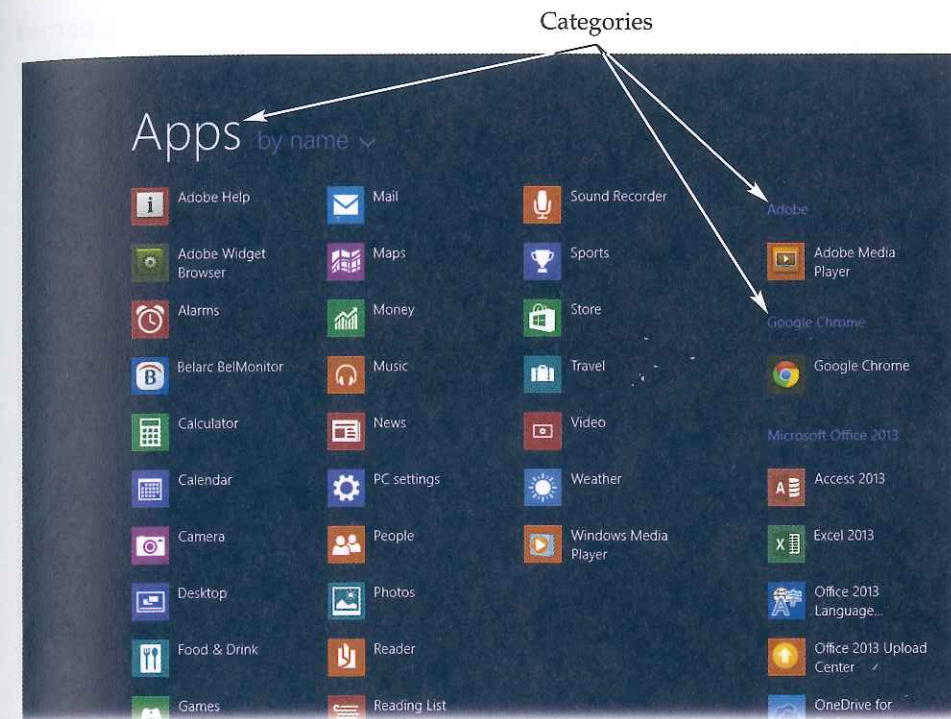 Categories
Apps by name
Adobe Help
Adobe Widget
Browser
Alarms
Belarc BelMonitor
Calculator
Calendar
Camera
Desktop
Food & Drink
Games
Mail
Maps
Money
Music
News
PC settings
People
Photos
Reader
Reading List
Sound Recorder
Sports
Store
Travel
Video
Weather
Windows Media
Player
Adobe
Adobe Media
Player
Google Chrome
Google Chrome
Microsoft Office 2013
Access 2013
Excel 2013
Office 2013
Language...
Office 2013 Upload
Center
OneDrive for